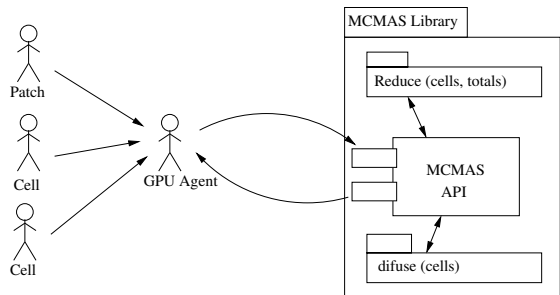 MCMAS Library
Reduce (cells, totals)
Patch
Cell
GPU Agent
MCMAS
API
Cell
difuse (cells)